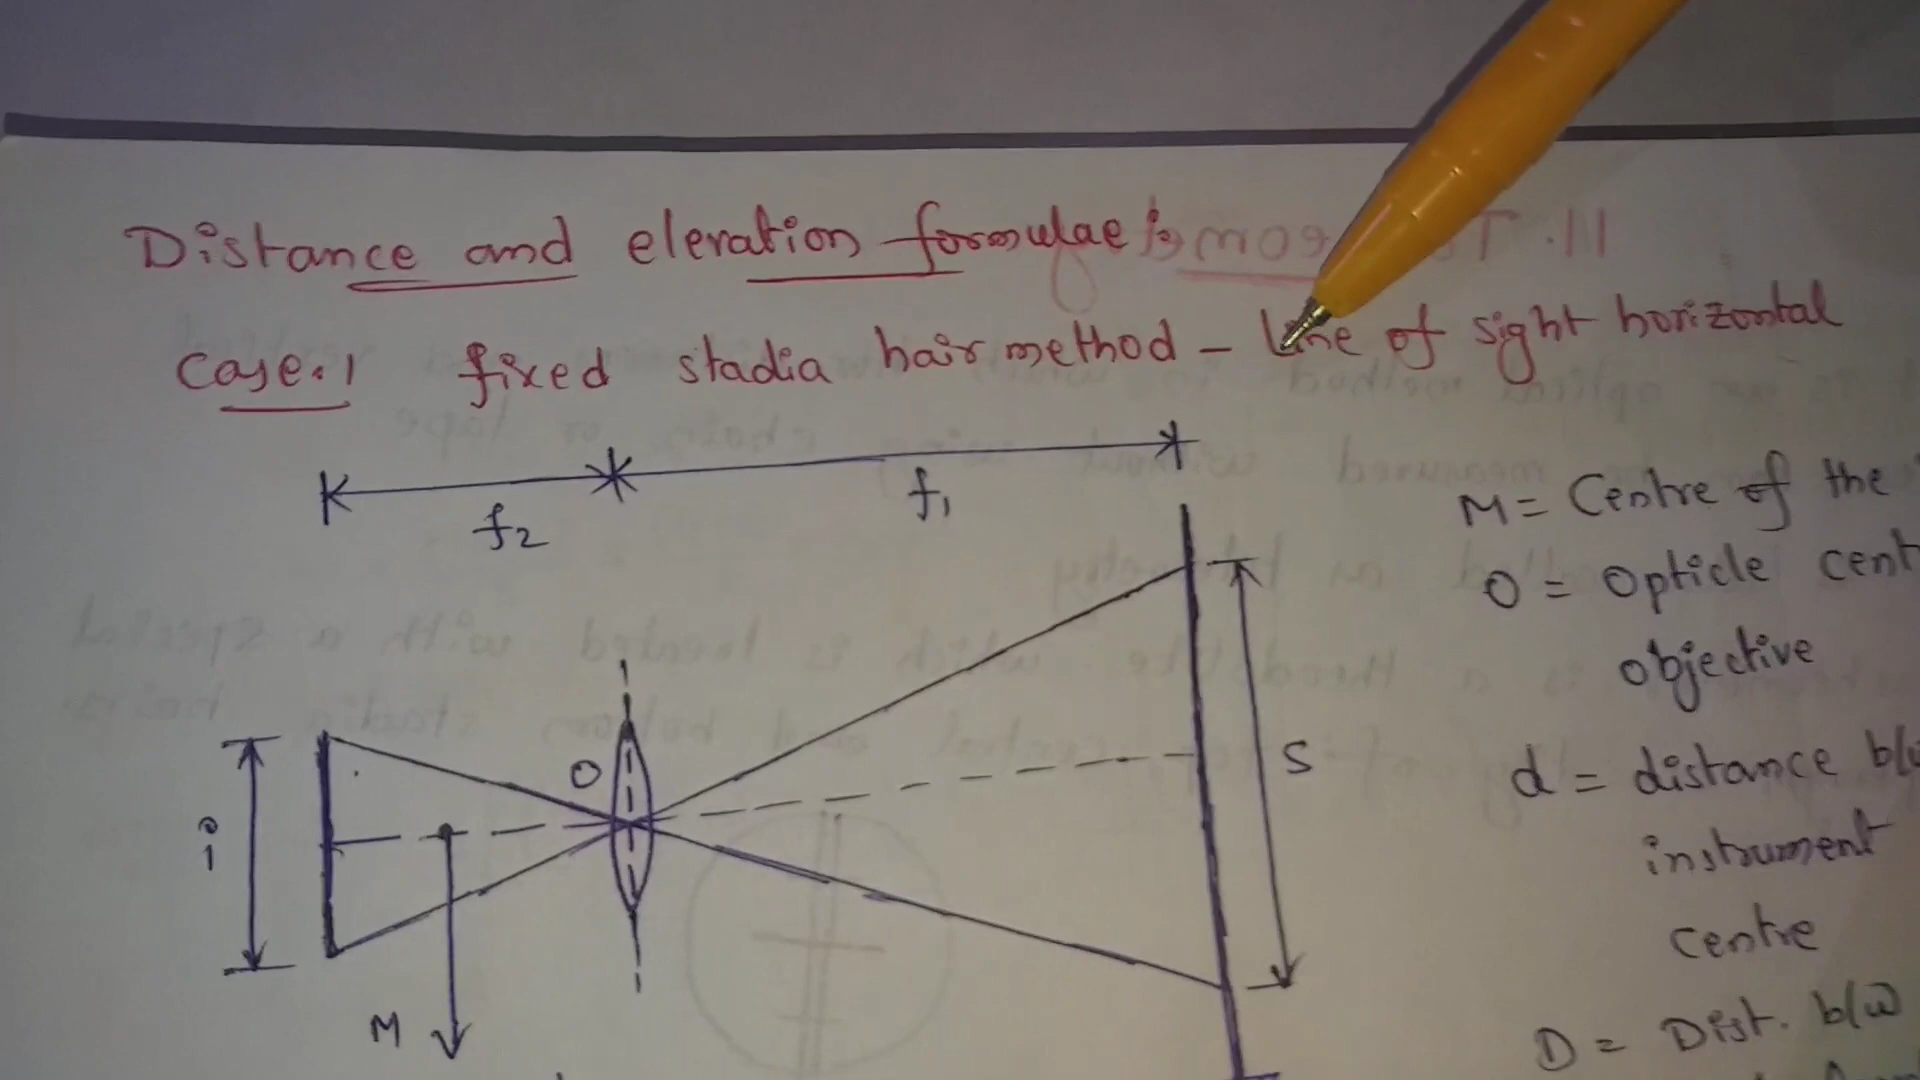 Distance and elevation formulae :
Case.1 fixed stadia hair method - Line of sight horizontal
f2
f1
M = Centre of the
O = Opticle cent
objective
d = distance b/w
instrument
centre
D = Dist. b/w
O
S
i
M